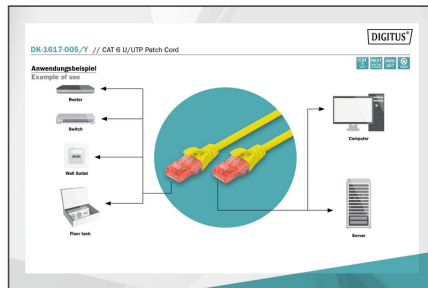 DIGITUS®
DK-1617-005/Y // CAT 6 U/UTP Patch Cord
Anwendungsbeispiel
Example of use
Router
Switch
Wall Outlet
Floor tank
Computer
Server